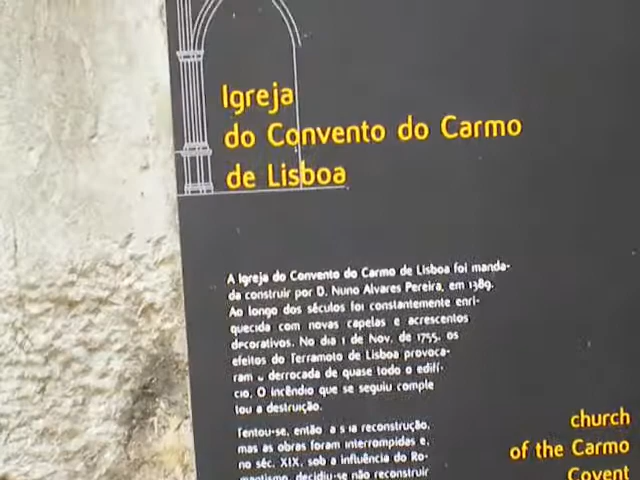 Igreja
do Convento do Carmo
de Lisboa
A Igreja do Convento do Carmo de Lisboa foi manda-
da construir por D. Nuno Alvares Pereira, em 1389.
Ao longo dos séculos foi constantemente enri-
quecida com novas capelas e acrescentos
decorativos. No dia 1 de Nov. de 1755, os
efeitos do Terramoto de Lisboa provoca-
ram a derrocada de quase todo o edifí-
cio. O incêndio que se seguiu comple
tou a destruição.
Tentou-se, então a sua reconstrução,
mas as obras foram interrompidas e,
no séc. XIX, sob a influência do Ro-
mantismo, decidiu-se não reconstruir
church
of the Carmo
Covent